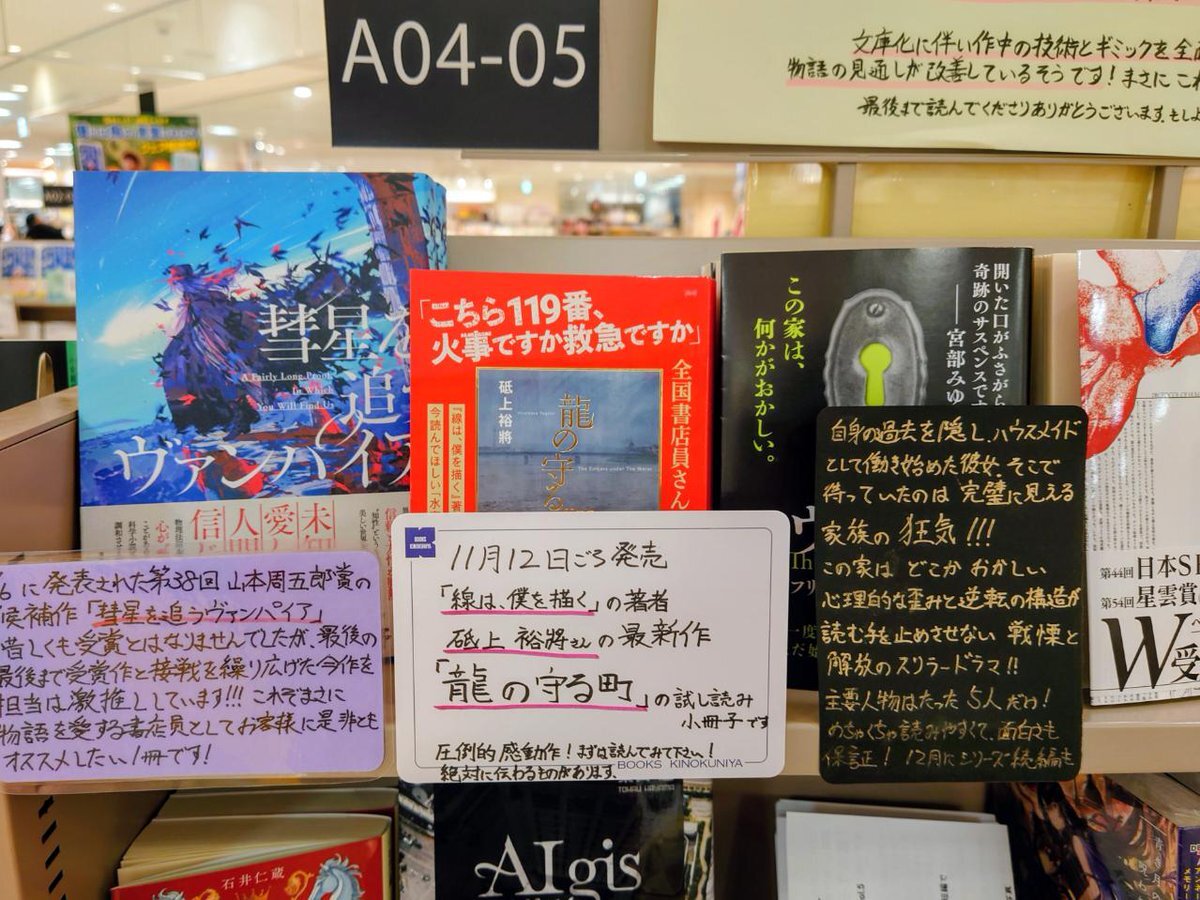 A04-05
文庫化に伴い作中の技術とギミックを全
物語の見通しが改善しているそうです！まさに これ
最後まで読んでくださりありがとうございます。もしよ
彗星を
追う
ヴァンパイア
A Fairly Long Proof,
In Which
You Will Find Us
未知
愛
人間
信
「こちら119番、
火事ですか救急ですか」
全国書店員さん
砥上裕將
龍の守る
The Embers under The Water
『線は、僕を描く』著
今読んでほしい「水
この家は、
何かがおかしい。
開いた口がふさがら
奇跡のサスペンスです
――宮部みゆ
6 に発表された第38回 山本周五郎賞の
候補作「彗星を追うヴァンパイア」
惜しくも受賞とはなりませんでしたが、最後の
最後まで受賞作と接戦を繰り広げた今作を
担当は激推ししています!!! これぞまさに
物語を愛する書店員としてお客様に是非とも
オススメしたい1冊です！
BOOKS
KINOKUNIYA
11月12日ごろ発売
「線は、僕を描く」の著者
砥上 裕將さんの最新作
「龍の守る町」の試し読み
小冊子です
圧倒的感動作！まずは読んでみて下さい！
絶対に伝わるものがあります。
BOOKS KINOKUNIYA
自身の過去を隠し、ハウスメイド
として働き始めた彼女。そこで
待っていたのは 完璧に見える
家族の 狂気!!!
この家は どこか おかしい
心理的な歪みと逆転の構造が
読む手を止めさせない 戦慄と
解放のスリラードラマ!!
主要人物はたった 5人だわ！
めちゃくちゃ読みやすくて、面白さも
保証！ 12月にシリーズ続編も
第44回 日本SF
第54回 星雲賞
W受
石井仁蔵
TOHRU HAYAMA
AIgis